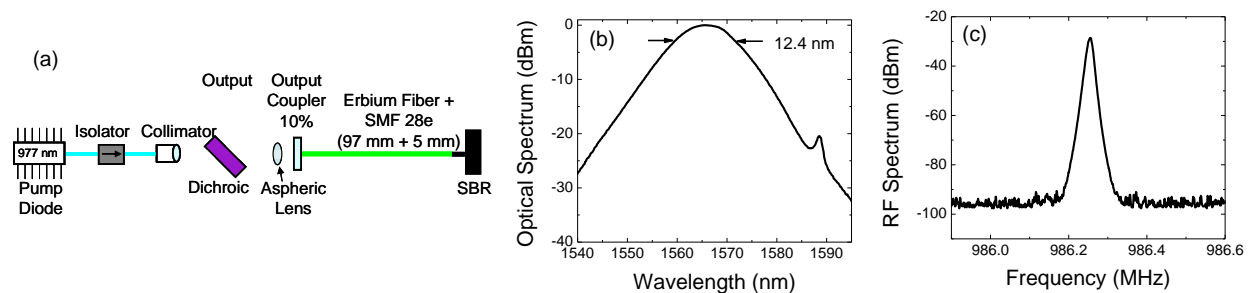 (a)
Output
Output
Coupler
10%
Erbium Fiber +
SMF 28e
(97 mm + 5 mm)
Isolator
Collimator
977 nm
Pump
Diode
Dichroic
Aspheric
Lens
SBR
(b)
12.4 nm
Optical Spectrum (dBm)
0
-10
-20
-30
-40
1540 1550 1560 1570 1580 1590
Wavelength (nm)
(c)
RF Spectrum (dBm)
-20
-40
-60
-80
-100
986.0 986.2 986.4 986.6
Frequency (MHz)